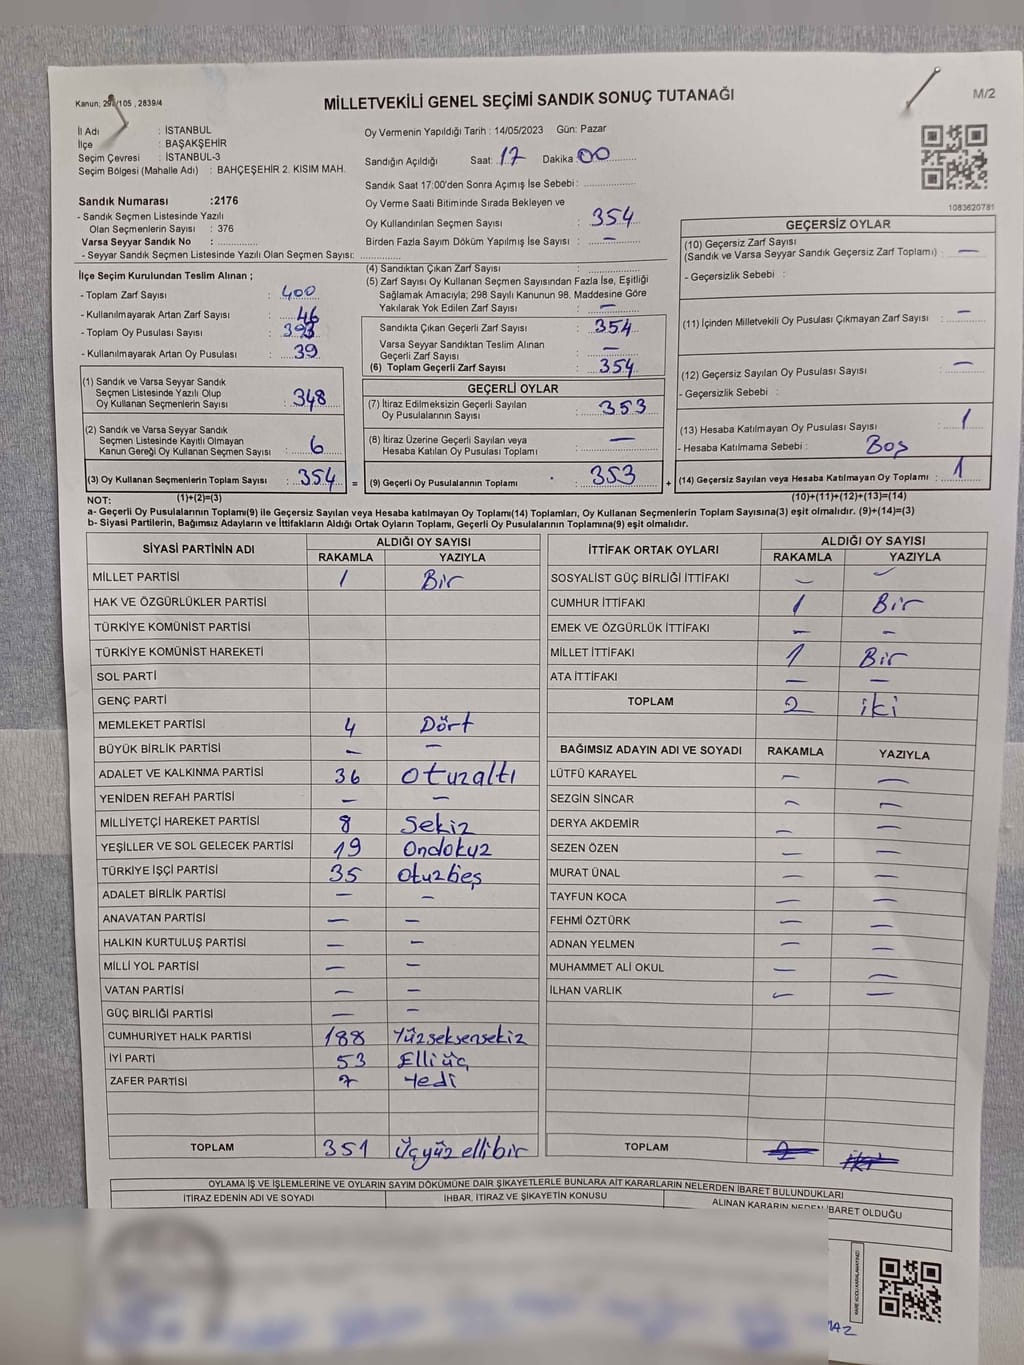 Kanun; 298/105 , 2839/4
MİLLETVEKİLİ GENEL SEÇİMİ SANDIK SONUÇ TUTANAĞI
M/2
İl Adı : İSTANBUL
İlçe : BAŞAKŞEHİR
Seçim Çevresi : İSTANBUL-3
Seçim Bölgesi (Mahalle Adı) : BAHÇEŞEHİR 2. KISIM MAH.
Sandık Numarası :2176
- Sandık Seçmen Listesinde Yazılı
Olan Seçmenlerin Sayısı : 376
Varsa Seyyar Sandık No : ..............
- Seyyar Sandık Seçmen Listesinde Yazılı Olan Seçmen Sayısı: ..............
Oy Vermenin Yapıldığı Tarih : 14/05/2023 Gün: Pazar
Sandığın Açıldığı Saat: 17 Dakika 00
Sandık Saat 17:00'den Sonra Açımış İse Sebebi: ..............
Oy Verme Saati Bitiminde Sırada Bekleyen ve
Oy Kullandırılan Seçmen Sayısı : 354
Birden Fazla Sayım Döküm Yapılmış İse Sayısı : –
1083620781
İlçe Seçim Kurulundan Teslim Alınan ;
- Toplam Zarf Sayısı : 400
- Kullanılmayarak Artan Zarf Sayısı : 46
- Toplam Oy Pusulası Sayısı : 393
- Kullanılmayarak Artan Oy Pusulası : 39
(1) Sandık ve Varsa Seyyar Sandık
Seçmen Listesinde Yazılı Olup
Oy Kullanan Seçmenlerin Sayısı : 348
(2) Sandık ve Varsa Seyyar Sandık
Seçmen Listesinde Kayıtlı Olmayan
Kanun Gereği Oy Kullanan Seçmen Sayısı : 6
(3) Oy Kullanan Seçmenlerin Toplam Sayısı : 354 =
(1)+(2)=(3)
(4) Sandıktan Çıkan Zarf Sayısı : ..............
(5) Zarf Sayısı Oy Kullanan Seçmen Sayısından Fazla İse, Eşitliği
Sağlamak Amacıyla; 298 Sayılı Kanunun 98. Maddesine Göre
Yakılarak Yok Edilen Zarf Sayısı : –
Sandıkta Çıkan Geçerli Zarf Sayısı : 354
Varsa Seyyar Sandıktan Teslim Alınan
Geçerli Zarf Sayısı : –
(6) Toplam Geçerli Zarf Sayısı : 354
GEÇERLİ OYLAR
(7) İtiraz Edilmeksizin Geçerli Sayılan
Oy Pusulalarının Sayısı : 353
(8) İtiraz Üzerine Geçerli Sayılan veya
Hesaba Katılan Oy Pusulası Toplamı : –
(9) Geçerli Oy Pusulalarının Toplamı : 353 +
GEÇERSİZ OYLAR
(10) Geçersiz Zarf Sayısı
(Sandık ve Varsa Seyyar Sandık Geçersiz Zarf Toplamı) : –
- Geçersizlik Sebebi :
(11) İçinden Milletvekili Oy Pusulası Çıkmayan Zarf Sayısı : –
(12) Geçersiz Sayılan Oy Pusulası Sayısı : –
- Geçersizlik Sebebi :
(13) Hesaba Katılmayan Oy Pusulası Sayısı : 1
- Hesaba Katılmama Sebebi : Boş
(14) Geçersiz Sayılan veya Hesaba Katılmayan Oy Toplamı : 1
(10)+(11)+(12)+(13)=(14)
NOT:
a- Geçerli Oy Pusulalarının Toplamı(9) ile Geçersiz Sayılan veya hesaba katılmayan Oy Toplamı(14) Toplamları, Oy Kullanan Seçmenlerin Toplam Sayısına(3) eşit olmalıdır. (9)+(14)=(3)
b- Siyasi Partilerin, Bağımsız Adayların ve İttifakların Aldığı Ortak Oyların Toplamı, Geçerli Oy Pusulalarının Toplamına(9) eşit olmalıdır.
SİYASİ PARTİNİN ADI ALDIĞI OY SAYISI
RAKAMLA YAZIYLA
MİLLET PARTİSİ 1 Bir
HAK VE ÖZGÜRLÜKLER PARTİSİ
TÜRKİYE KOMÜNİST PARTİSİ
TÜRKİYE KOMÜNİST HAREKETİ
SOL PARTİ
GENÇ PARTİ
MEMLEKET PARTİSİ 4 Dört
BÜYÜK BİRLİK PARTİSİ – –
ADALET VE KALKINMA PARTİSİ 36 Otuzaltı
YENİDEN REFAH PARTİSİ – –
MİLLİYETÇİ HAREKET PARTİSİ 8 Sekiz
YEŞİLLER VE SOL GELECEK PARTİSİ 19 Ondokuz
TÜRKİYE İŞÇİ PARTİSİ 35 Otuzbeş
ADALET BİRLİK PARTİSİ – –
ANAVATAN PARTİSİ – –
HALKIN KURTULUŞ PARTİSİ – –
MİLLİ YOL PARTİSİ – –
VATAN PARTİSİ – –
GÜÇ BİRLİĞİ PARTİSİ – –
CUMHURİYET HALK PARTİSİ 188 Yüzseksensekiz
İYİ PARTİ 53 Elliüç
ZAFER PARTİSİ 7 Yedi
TOPLAM 351 Üçyüzellibir
İTTİFAK ORTAK OYLARI ALDIĞI OY SAYISI
RAKAMLA YAZIYLA
SOSYALİST GÜÇ BİRLİĞİ İTTİFAKI – –
CUMHUR İTTİFAKI 1 Bir
EMEK VE ÖZGÜRLÜK İTTİFAKI – –
MİLLET İTTİFAKI 1 Bir
ATA İTTİFAKI – –
TOPLAM 2 iki
BAĞIMSIZ ADAYIN ADI VE SOYADI RAKAMLA YAZIYLA
LÜTFÜ KARAYEL – –
SEZGİN SİNCAR – –
DERYA AKDEMİR – –
SEZEN ÖZEN – –
MURAT ÜNAL – –
TAYFUN KOCA – –
FEHMİ ÖZTÜRK – –
ADNAN YELMEN – –
MUHAMMET ALİ OKUL – –
İLHAN VARLIK – –
TOPLAM 2 iki
OYLAMA İŞ VE İŞLEMLERİNE VE OYLARIN SAYIM DÖKÜMÜNE DAİR ŞİKAYETLERLE BUNLARA AİT KARARLARIN NELERDEN İBARET BULUNDUKLARI
İTİRAZ EDENİN ADI VE SOYADI İHBAR, İTİRAZ VE ŞİKAYETİN KONUSU ALINAN KARARIN NEDEN İBARET OLDUĞU